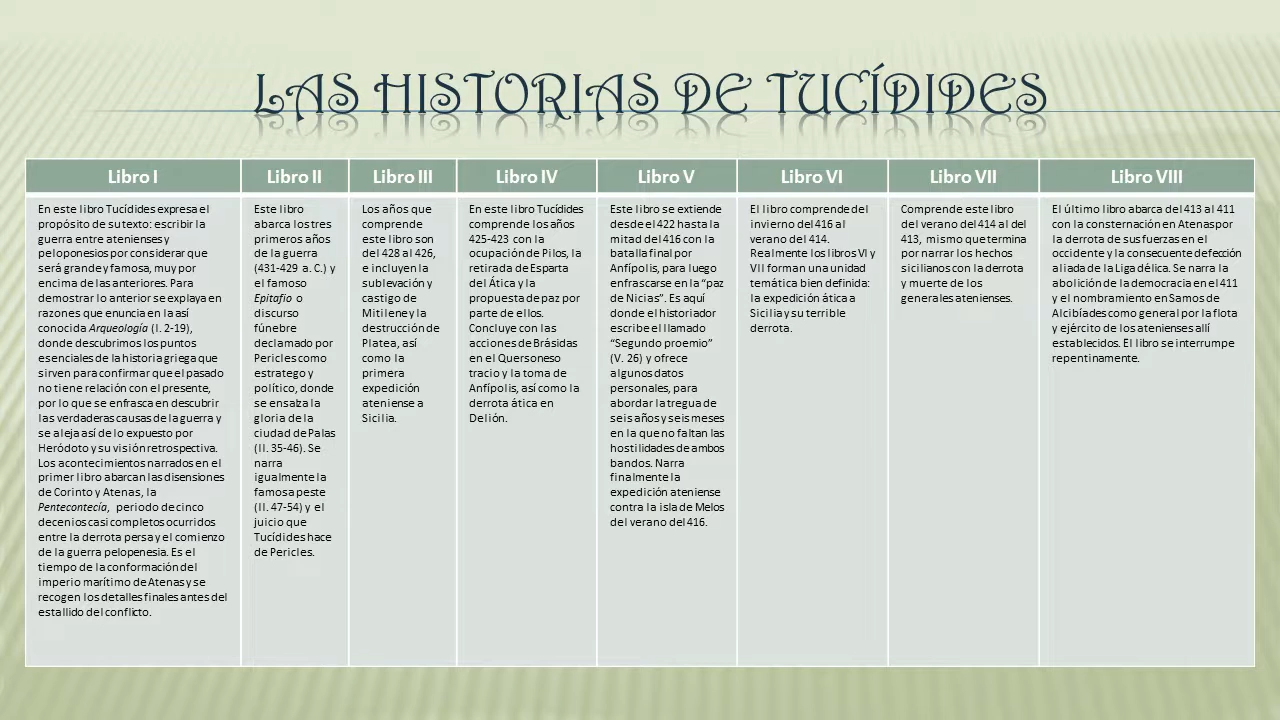 LAS HISTORIAS DE TUCÍDIDES
Libro I
En este libro Tucídides expresa el
propósito de su texto: escribir la
guerra entre atenienses y
peloponesios por considerar que
será grande y famosa, muy por
encima de las anteriores. Para
demostrar lo anterior se explaya en
razones que enuncia en la así
conocida Arqueología (I. 2-19),
donde descubrimos los puntos
esenciales de la historia griega que
sirven para confirmar que el pasado
no tiene relación con el presente,
por lo que se enfrasca en descubrir
las verdaderas causas de la guerra y
se aleja así de lo expuesto por
Heródoto y su visión retrospectiva.
Los acontecimientos narrados en el
primer libro abarcan las disensiones
de Corinto y Atenas, la
Pentecontecía, periodo de cinco
decenios casi completos ocurridos
entre la derrota persa y el comienzo
de la guerra pelopenesia. Es el
tiempo de la conformación del
imperio marítimo de Atenas y se
recogen los detalles finales antes del
estallido del conflicto.
Libro II
Este libro
abarca los tres
primeros años
de la guerra
(431-429 a. C.) y
el famoso
Epitafio o
discurso
fúnebre
declamado por
Pericles como
estratego y
político, donde
se ensalza la
gloria de la
ciudad de Palas
(II. 35-46). Se
narra
igualmente la
famosa peste
(II. 47-54) y el
juicio que
Tucídides hace
de Pericles.
Libro III
Los años que
comprende
este libro son
del 428 al 426,
e incluyen la
sublevación y
castigo de
Mitilene y la
destrucción de
Platea, así
como la
primera
expedición
ateniense a
Sicilia.
Libro IV
En este libro Tucídides
comprende los años
425-423 con la
ocupación de Pilos, la
retirada de Esparta
del Ática y la
propuesta de paz por
parte de ellos.
Concluye con las
acciones de Brásidas
en el Quersoneso
tracio y la toma de
Anfípolis, así como la
derrota ática en
Delión.
Libro V
Este libro se extiende
desde el 422 hasta la
mitad del 416 con la
batalla final por
Anfípolis, para luego
enfrascarse en la “paz
de Nicias”. Es aquí
donde el historiador
escribe el llamado
“Segundo proemio”
(V. 26) y ofrece
algunos datos
personales, para
abordar la tregua de
seis años y seis meses
en la que no faltan las
hostilidades de ambos
bandos. Narra
finalmente la
expedición ateniense
contra la isla de Melos
del verano del 416.
Libro VI
El libro comprende del
invierno del 416 al
verano del 414.
Realmente los libros VI y
VII forman una unidad
temática bien definida:
la expedición ática a
Sicilia y su terrible
derrota.
Libro VII
Comprende este libro
del verano del 414 al del
413, mismo que termina
por narrar los hechos
sicilianos con la derrota
y muerte de los
generales atenienses.
Libro VIII
El último libro abarca del 413 al 411
con la consternación en Atenas por
la derrota de sus fuerzas en el
occidente y la consecuente defección
aliada de la Liga délica. Se narra la
abolición de la democracia en el 411
y el nombramiento en Samos de
Alcibíades como general por la flota
y ejército de los atenienses allí
establecidos. El libro se interrumpe
repentinamente.